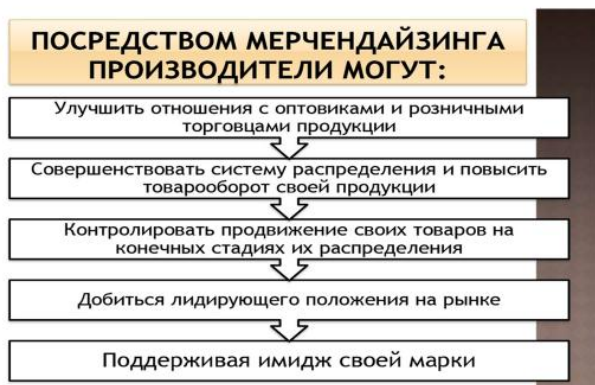 ПОСРЕДСТВОМ МЕРЧЕНДАЙЗИНГА
ПРОИЗВОДИТЕЛИ МОГУТ:
Улучшить отношения с оптовиками и розничными
торговцами продукции
Совершенствовать систему распределения и повысить
товарооборот своей продукции
Контролировать продвижение своих товаров на
конечных стадиях их распределения
Добиться лидирующего положения на рынке
Поддерживая имидж своей марки